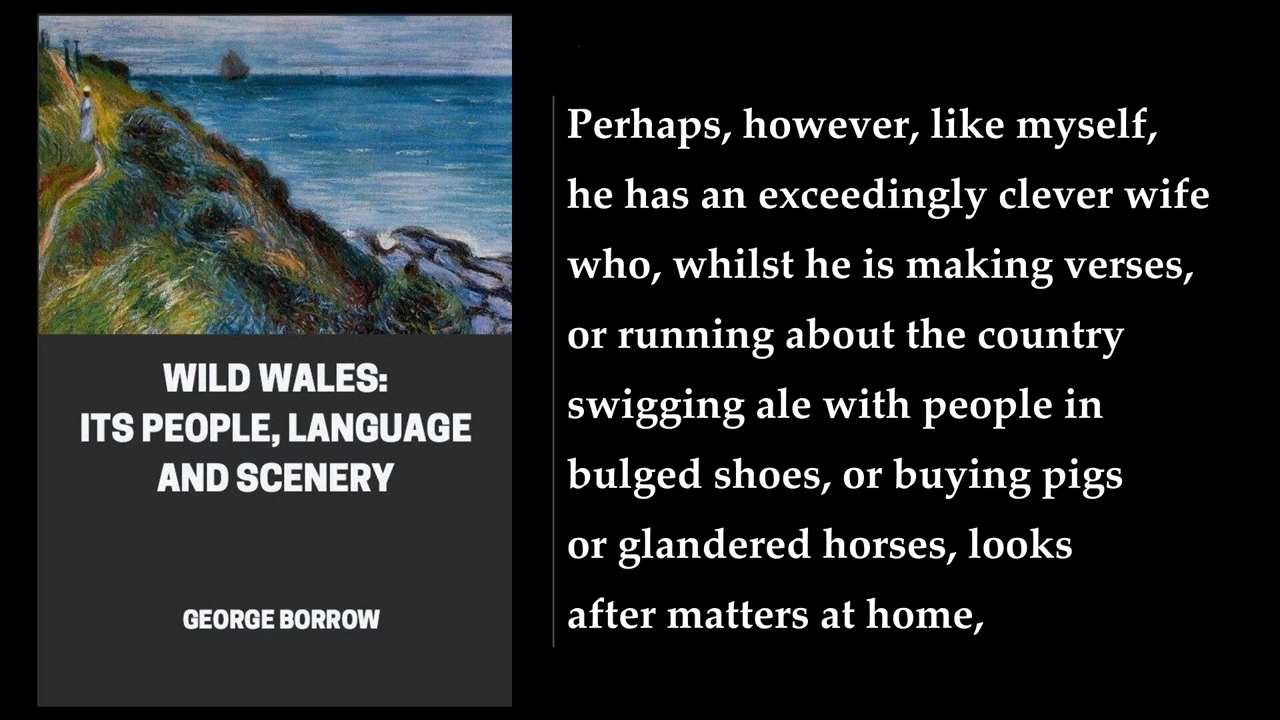 WILD WALES:
ITS PEOPLE, LANGUAGE
AND SCENERY
GEORGE BORROW
Perhaps, however, like myself,
he has an exceedingly clever wife
who, whilst he is making verses,
or running about the country
swigging ale with people in
bulged shoes, or buying pigs
or glandered horses, looks
after matters at home,